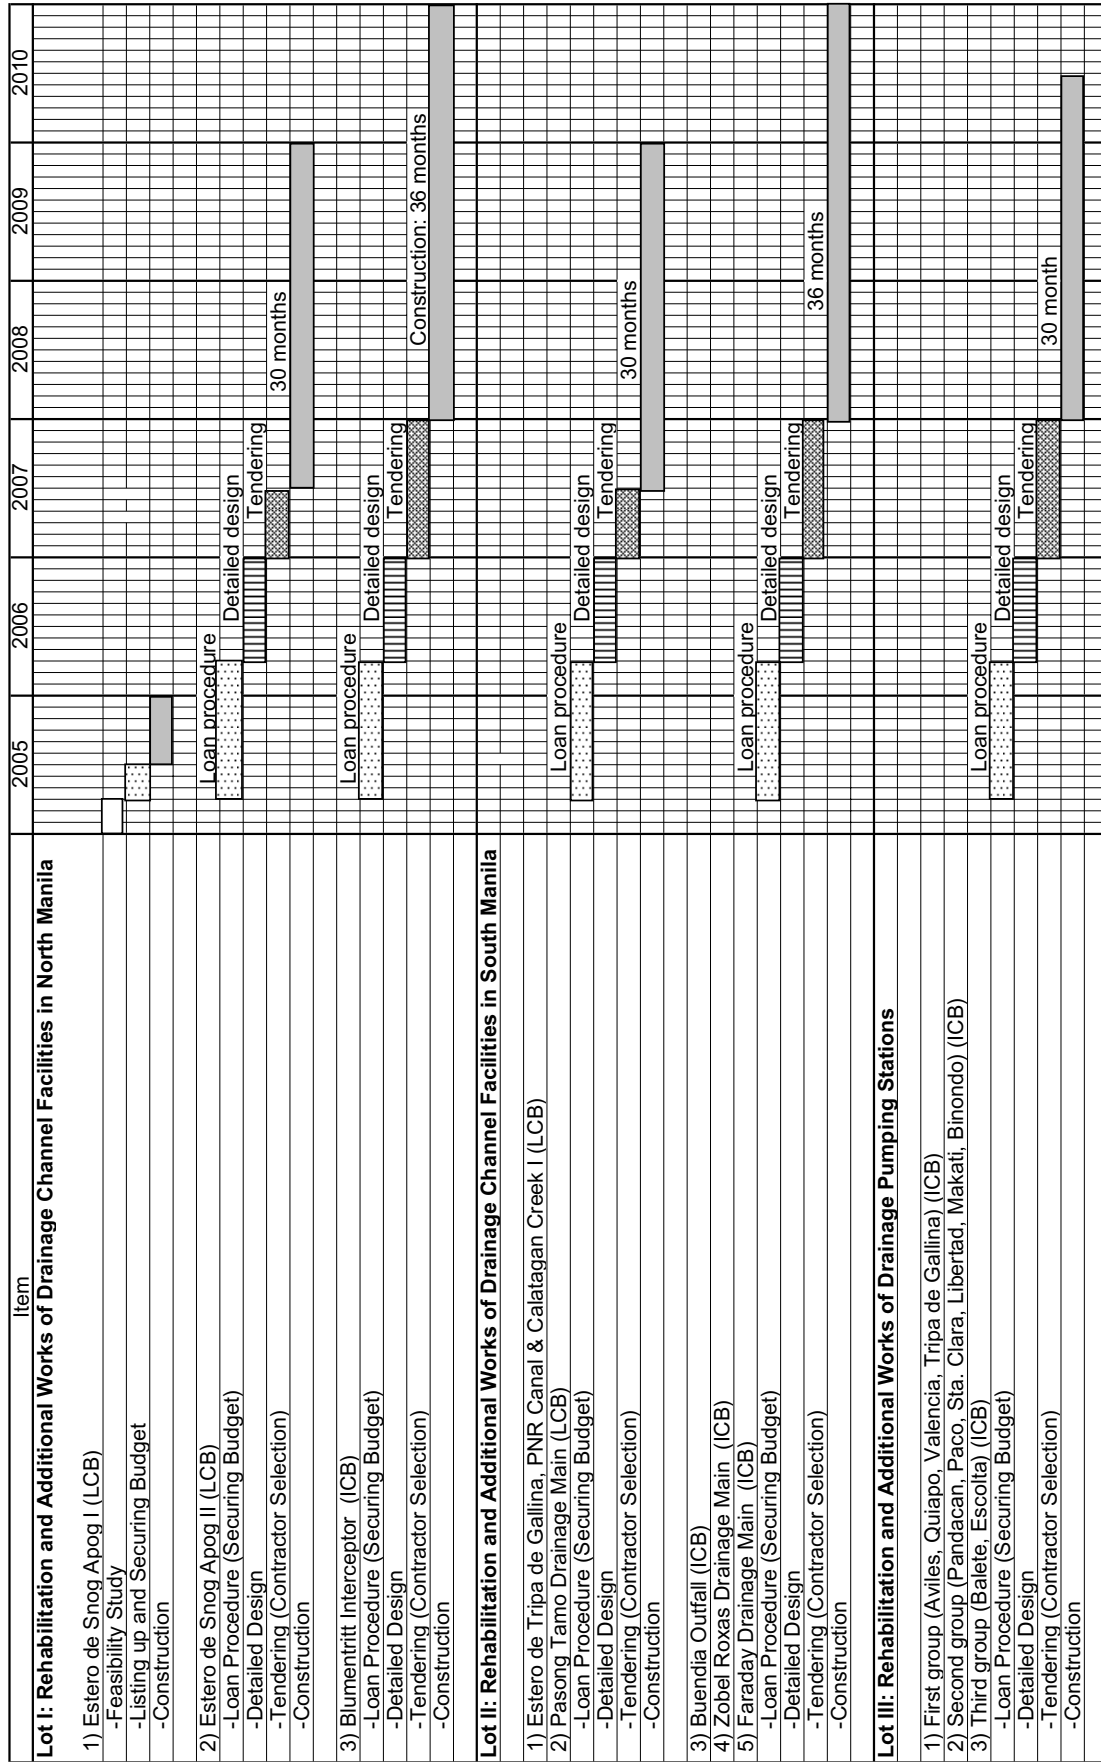 Item
2005 2006 2007 2008 2009 2010
Lot I: Rehabilitation and Additional Works of Drainage Channel Facilities in North Manila
1) Estero de Snog Apog I (LCB)
- Feasibility Study
- Listing up and Securing Budget
- Construction
2) Estero de Snog Apog II (LCB)
Loan procedure
- Loan Procedure (Securing Budget)
Detailed design
- Detailed Design
Tendering
- Tendering (Contractor Selection)
30 months
- Construction
3) Blumentritt Interceptor (ICB)
Loan procedure
- Loan Procedure (Securing Budget)
Detailed design
- Detailed Design
Tendering
- Tendering (Contractor Selection)
Construction: 36 months
- Construction
Lot II: Rehabilitation and Additional Works of Drainage Channel Facilities in South Manila
1) Estero de Tripa de Gallina, PNR Canal & Calatagan Creek I (LCB)
2) Pasong Tamo Drainage Main (LCB)
Loan procedure
- Loan Procedure (Securing Budget)
Detailed design
- Detailed Design
Tendering
- Tendering (Contractor Selection)
30 months
- Construction
3) Buendia Outfall (ICB)
4) Zobel Roxas Drainage Main (ICB)
5) Faraday Drainage Main (ICB)
Loan procedure
- Loan Procedure (Securing Budget)
Detailed design
- Detailed Design
Tendering
- Tendering (Contractor Selection)
36 months
- Construction
Lot III: Rehabilitation and Additional Works of Drainage Pumping Stations
1) First group (Aviles, Quiapo, Valencia, Tripa de Gallina) (ICB)
2) Second group (Pandacan, Paco, Sta. Clara, Libertad, Makati, Binondo) (ICB)
3) Third group (Balete, Escolta) (ICB)
Loan procedure
- Loan Procedure (Securing Budget)
Detailed design
- Detailed Design
Tendering
- Tendering (Contractor Selection)
30 month
- Construction